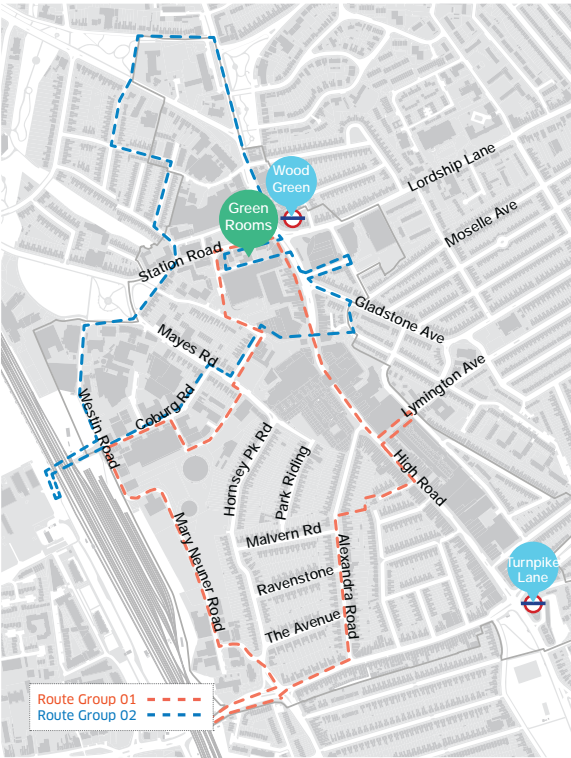 Wood
Green
Lordship Lane
Green
Rooms
Moselle Ave
Station Road
Gladstone Ave
Mayes Rd
Lymington Ave
Westin Road
Coburg Rd
Hornsey Pk Rd
Park Riding
High Road
Malvern Rd
Mary Neuner Road
Alexandra Road
Turnpike
Lane
Ravenstone
The Avenue
Route Group 01
Route Group 02